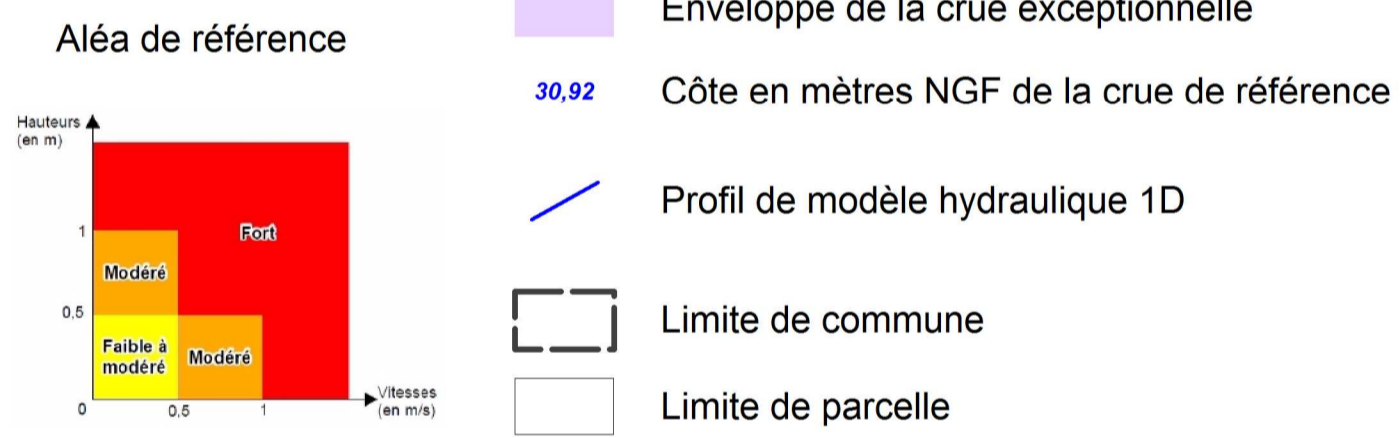 Enveloppe de la crue exceptionnelle
Aléa de référence
30,92
Côte en mètres NGF de la crue de référence
Hauteurs
(en m)
Profil de modèle hydraulique 1D
1
Fort
Modéré
0,5
Limite de commune
Faible à
modéré
Modéré
Vitesses
(en m/s)
0
0,5
1
Limite de parcelle